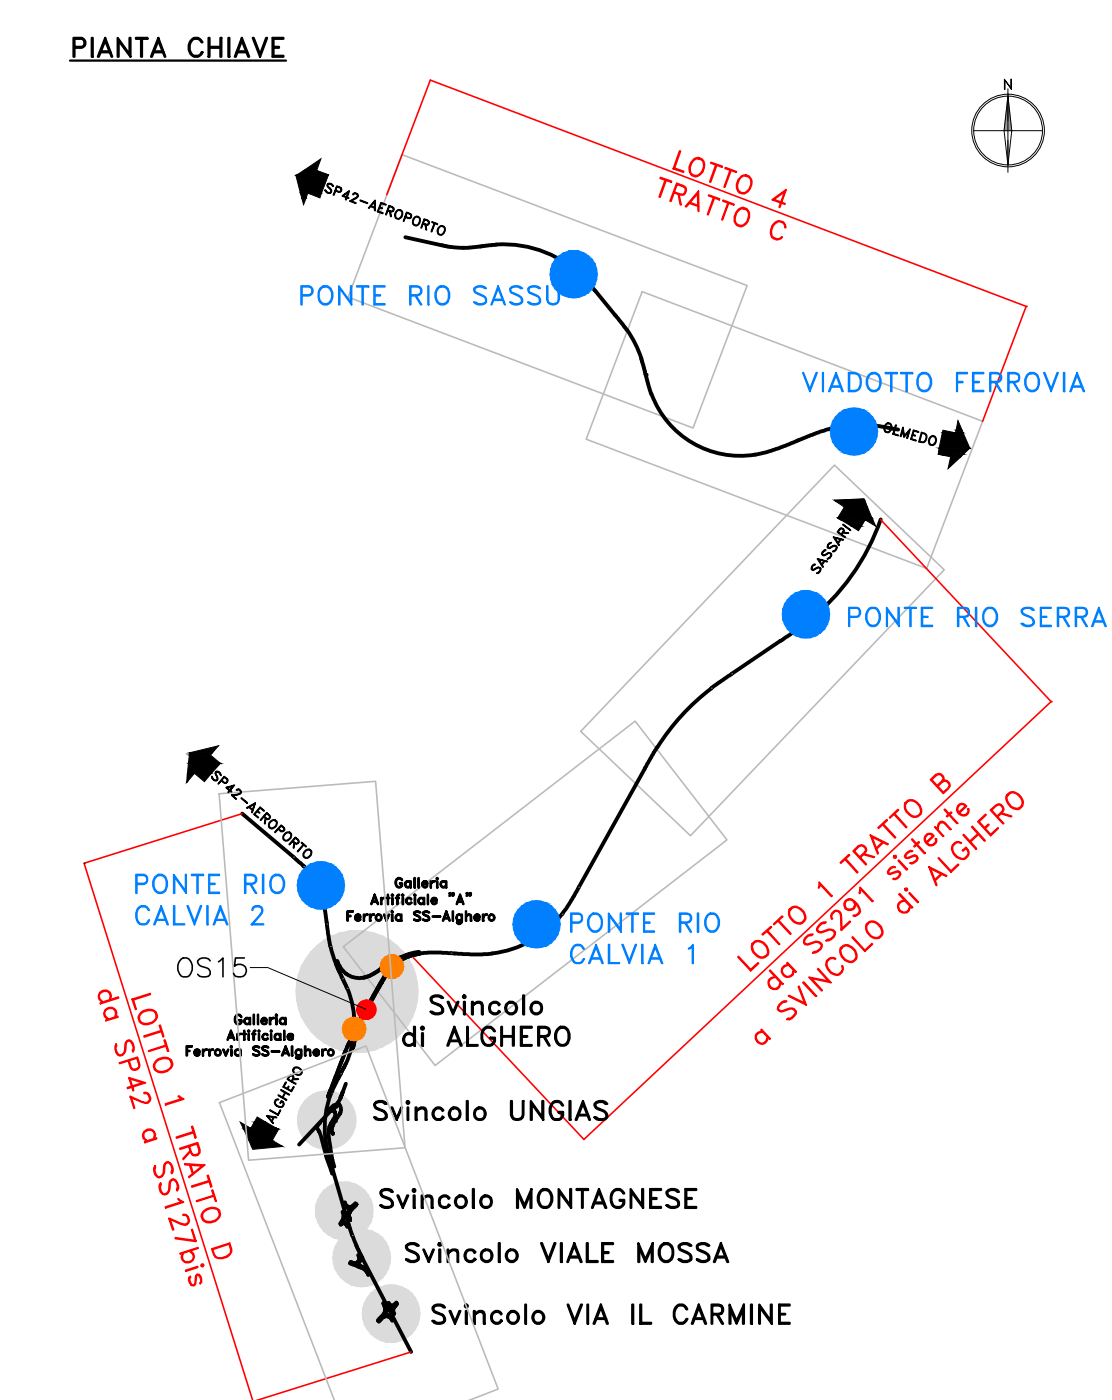 PIANTA CHIAVE
N
LOTTO 4
TRATTO C
SP42-AEROPORTO
PONTE RIO SASSU
VIADOTTO FERROVIA
OLMEDO
SASSARI
PONTE RIO SERRA
SP42-AEROPORTO
LOTTO 1 TRATTO B
da SS291 sistente
a SVINCOLO di ALGHERO
PONTE RIO
CALVIA 2
Galleria
Artificiale "A"
Ferrovia SS-Alghero
PONTE RIO
CALVIA 1
OS15
Svincolo
di ALGHERO
Galleria
Artificiale
Ferrovia SS-Alghero
LOTTO 1 TRATTO D
da SP42 a SS127bis
ALGHERO
Svincolo UNGIAS
Svincolo MONTAGNESE
Svincolo VIALE MOSSA
Svincolo VIA IL CARMINE